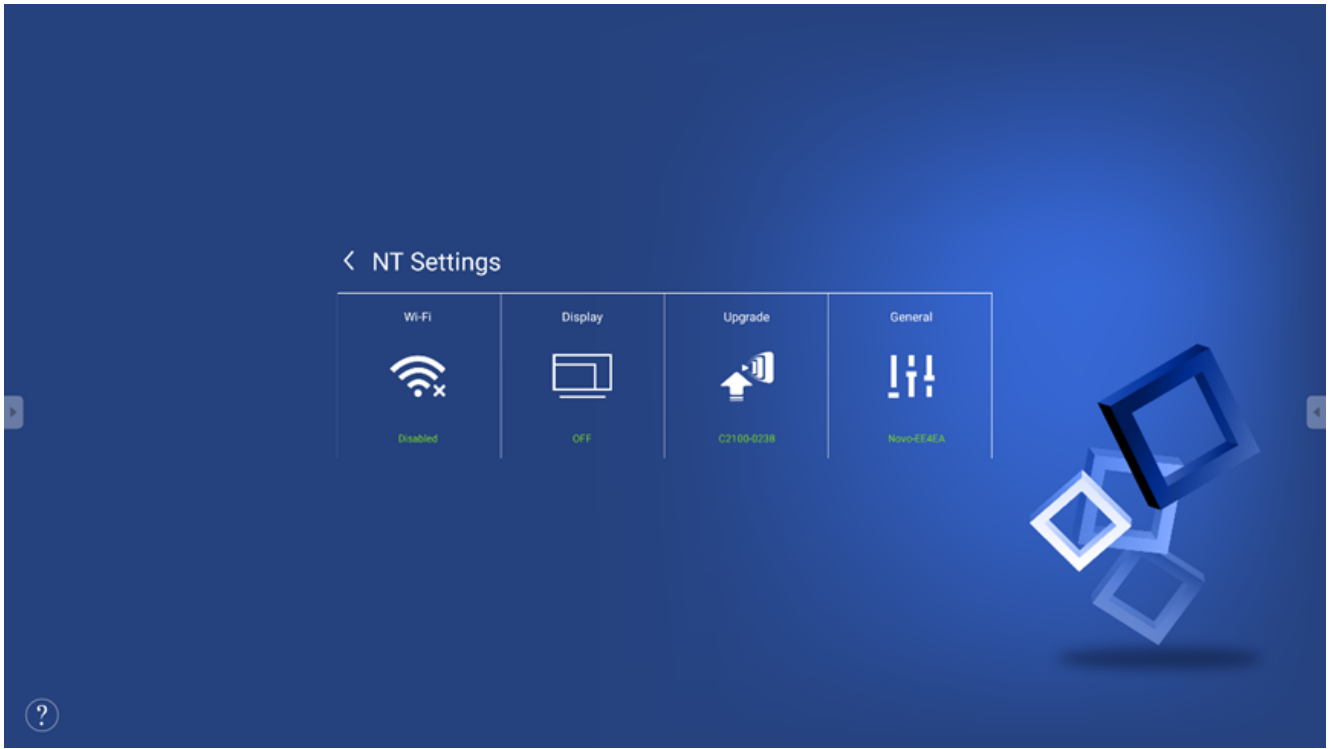 NT Settings
Wi-Fi Display Upgrade General
Disabled OFF C2100-0238 Novo-EE4EA
?